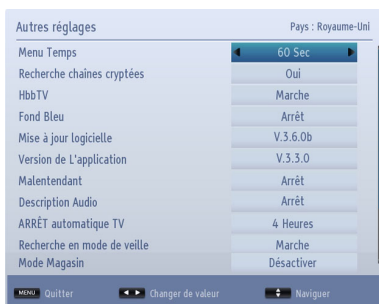 Autres réglages Pays : Royaume-Uni
Menu Temps 60 Sec
Recherche chaines cryptées Oui
HbbTV Marche
Fond Bleu Arrêt
Mise à jour logicielle V.3.6.0b
Version de L'application V.3.3.0
Malentendant Arrêt
Description Audio Arrêt
ARRÊT automatique TV 4 Heures
Recherche en mode de veille Marche
Mode Magasin Désactiver
MENU Quitter Changer de valeur Naviguer